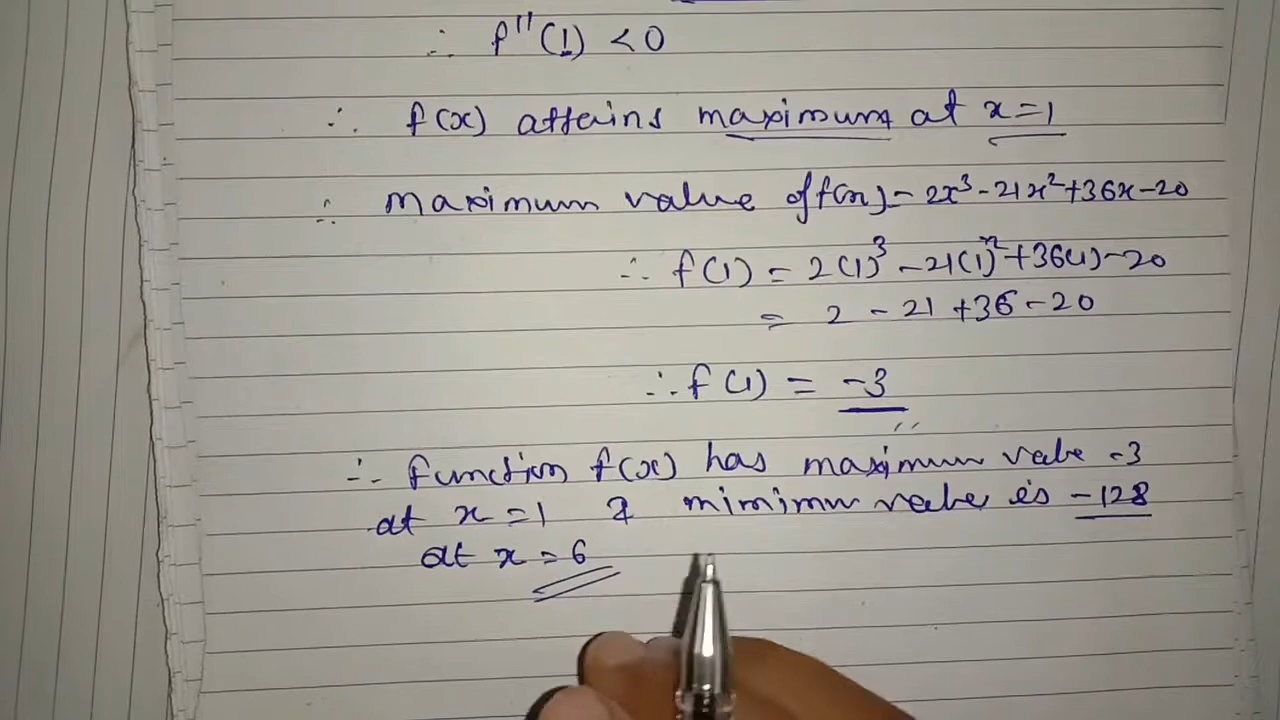 ∴ f''(1) <0
∴ f(x) attains maximum at x=1
∴ maximum value of f(x) = 2x³-21x²+36x-20
∴ f(1) = 2(1)³-21(1)²+36(1)-20
= 2-21+36-20
∴ f(1) = -3
∴ function f(x) has maximum value -3
at x=1 & minimum value is -128
at x=6